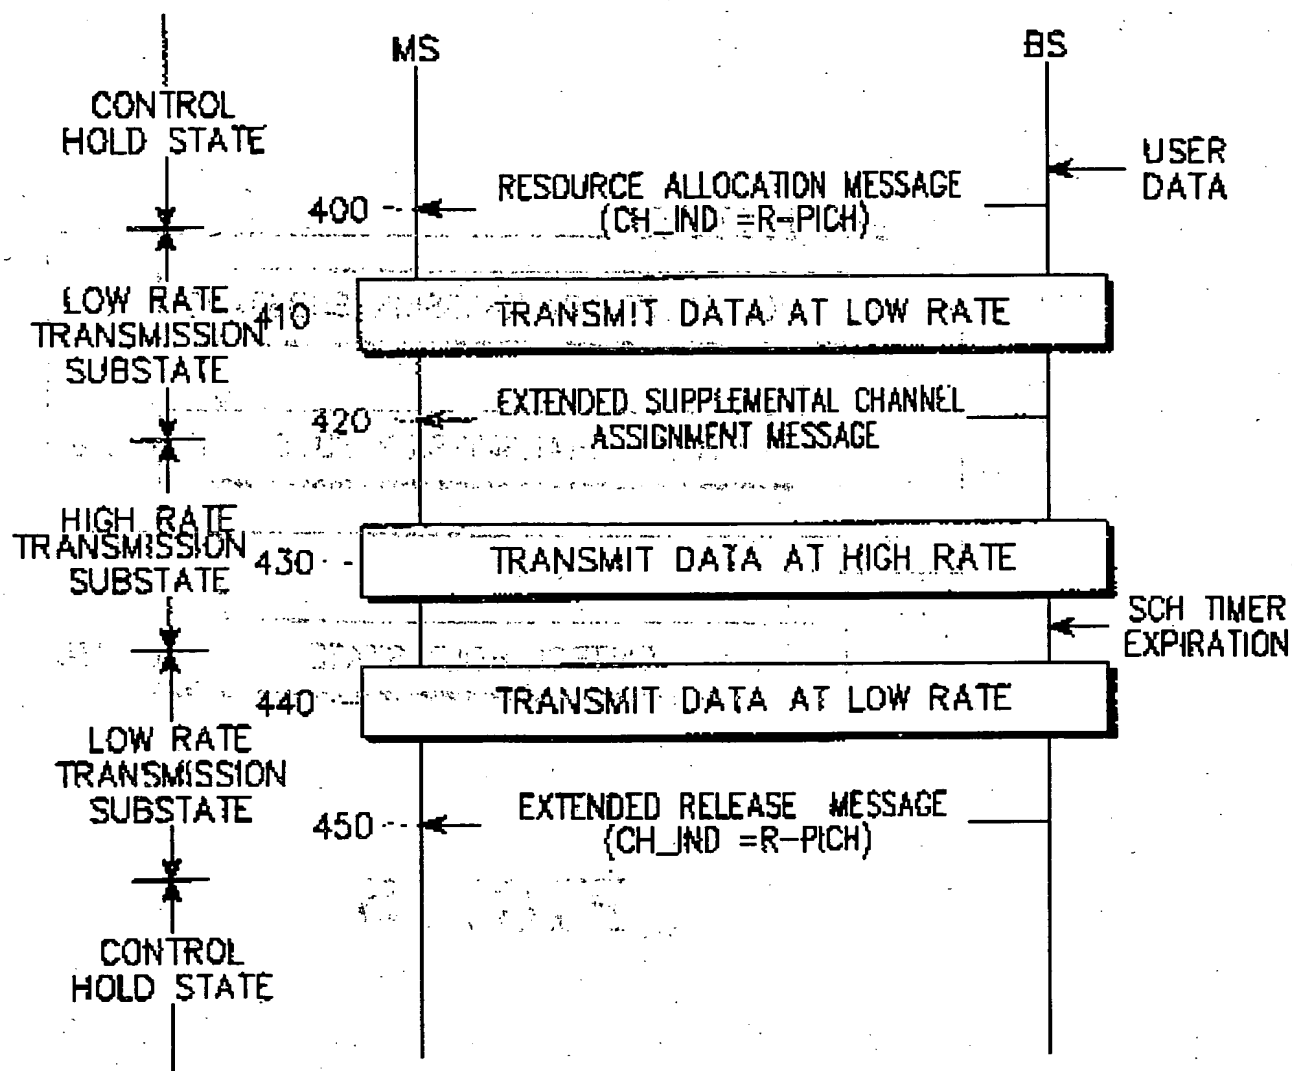 MS
BS
CONTROL
HOLD STATE
USER
DATA
400
RESOURCE ALLOCATION MESSAGE
(CH_IND =R-PICH)
LOW RATE
TRANSMISSION
SUBSTATE
410
TRANSMIT DATA AT LOW RATE
420
EXTENDED SUPPLEMENTAL CHANNEL
ASSIGNMENT MESSAGE
HIGH RATE
TRANSMISSION
SUBSTATE
430
TRANSMIT DATA AT HIGH RATE
SCH TIMER
EXPIRATION
440
TRANSMIT DATA AT LOW RATE
LOW RATE
TRANSMISSION
SUBSTATE
450
EXTENDED RELEASE MESSAGE
(CH_IND =R-PICH)
CONTROL
HOLD STATE